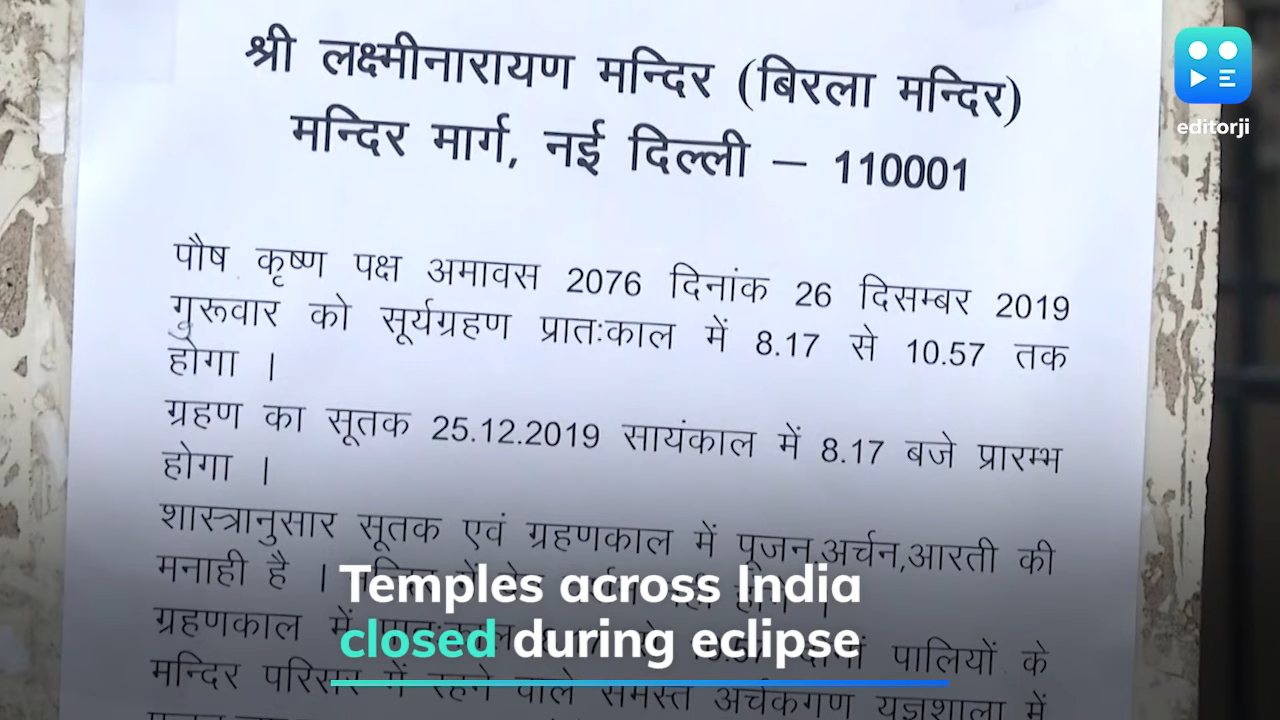 श्री लक्ष्मीनारायण मन्दिर (बिरला मन्दिर)
मन्दिर मार्ग, नई दिल्ली – 110001
editorji
पौष कृष्ण पक्ष अमावस 2076 दिनांक 26 दिसम्बर 2019
गुरूवार को सूर्यग्रहण प्रातःकाल में 8.17 से 10.57 तक
होगा ।
ग्रहण का सूतक 25.12.2019 सायंकाल में 8.17 बजे प्रारम्भ
होगा ।
शास्त्रानुसार सूतक एवं ग्रहणकाल में पूजन,अर्चन,आरती की
मनाही है ।
ग्रहणकाल में पालियों के
मन्दिर परिसर में रहने वाले समस्त अर्चकगण यज्ञशाला में
Temples across India
closed during eclipse